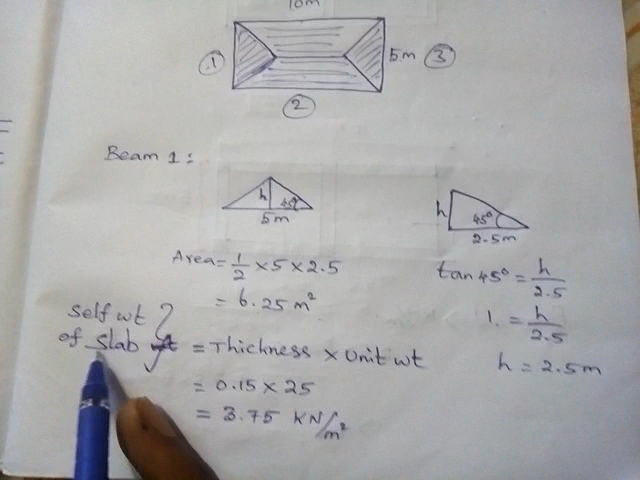 10m
1
5m 3
2
Beam 1:
h 45°
5m
h 45°
2.5m
Area = 1/2 × 5 × 2.5
= 6.25 m²
tan 45° = h/2.5
1. = h/2.5
h = 2.5m
Self wt
of Slab = Thickness × Unit wt
= 0.15 × 25
= 3.75 KN/m²